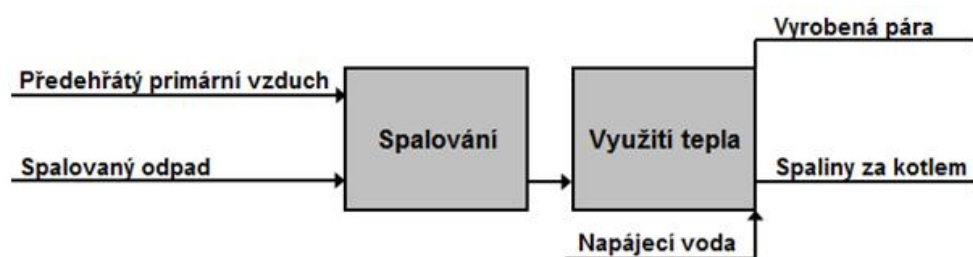 Vyrobená pára
Předehřátý primární vzduch
Spalování
Využití tepla
Spalovaný odpad
Spaliny za kotlem
Napájecí voda